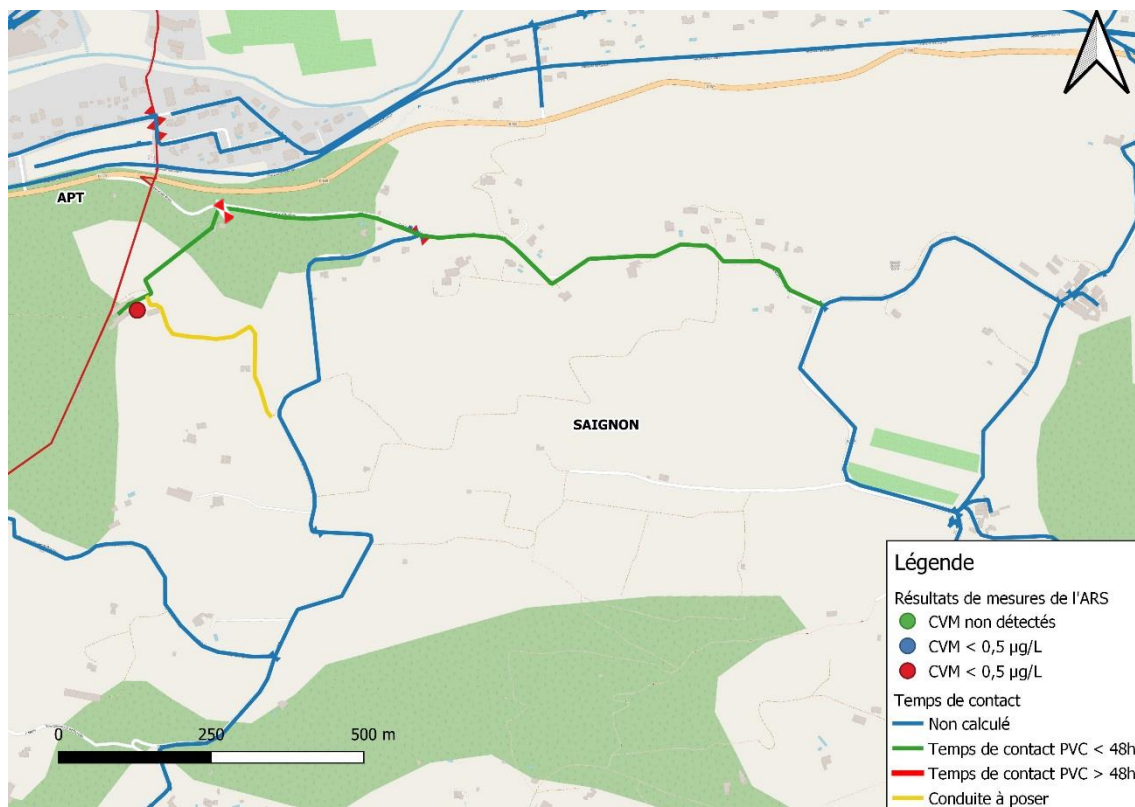 APT
SAIGNON
Légende
Résultats de mesures de l'ARS
CVM non détectés
CVM < 0,5 µg/L
CVM < 0,5 µg/L
Temps de contact
Non calculé
Temps de contact PVC < 48h
Temps de contact PVC > 48h
Conduite à poser
0 250 500 m